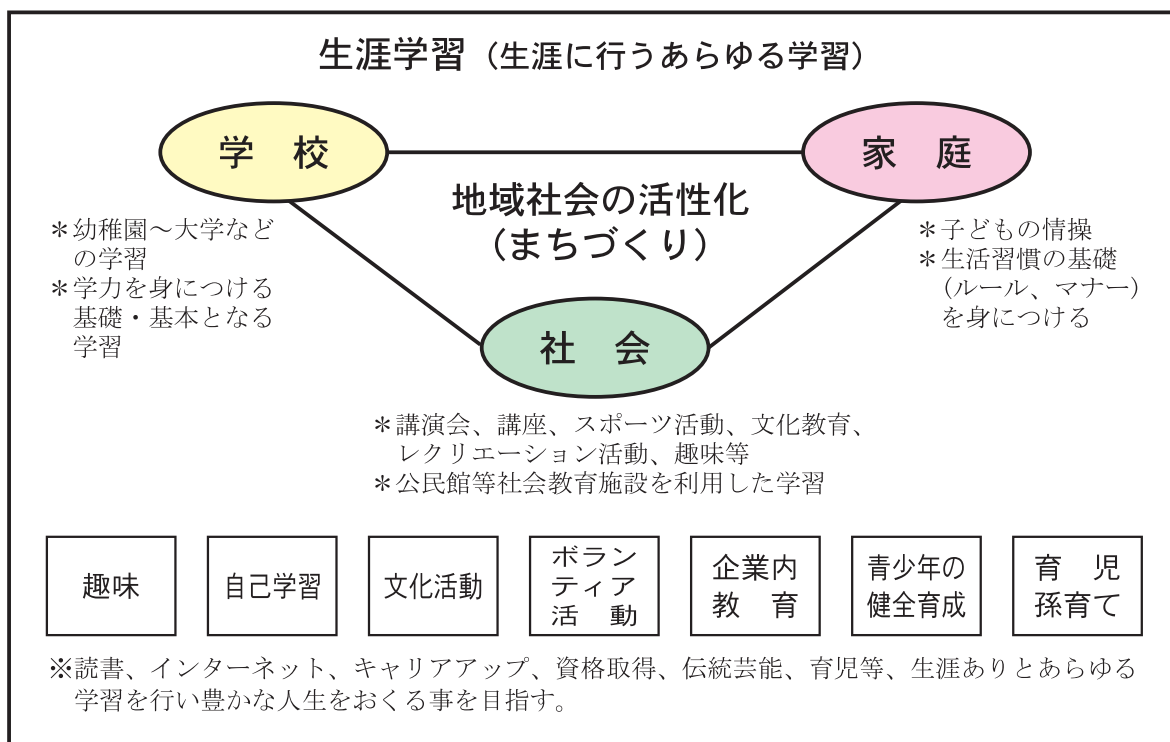 生涯学習（生涯に行うあらゆる学習）
学　校
家　庭
地域社会の活性化
（まちづくり）
＊幼稚園～大学など
の学習
＊学力を身につける
基礎・基本となる
学習
＊子どもの情操
＊生活習慣の基礎
（ルール、マナー）
を身につける
社　会
＊講演会、講座、スポーツ活動、文化教育、
レクリエーション活動、趣味等
＊公民館等社会教育施設を利用した学習
趣味
自己学習
文化活動
ボラン
ティア
活　動
企業内
教　育
青少年の
健全育成
育　児
孫育て
※読書、インターネット、キャリアアップ、資格取得、伝統芸能、育児等、生涯ありとあらゆる
学習を行い豊かな人生をおくる事を目指す。